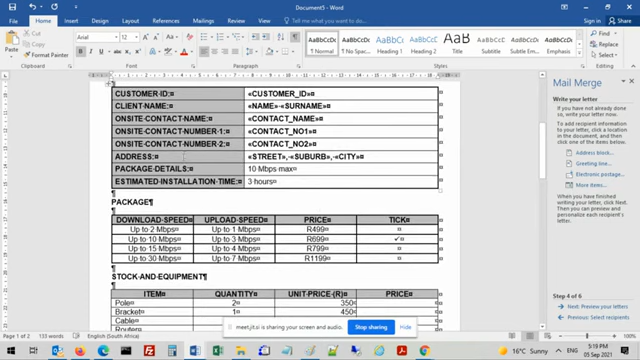 Document5 - Word
Sign in Share
File Home Insert Design Layout References Mailings Review View Tell me what you want to do
Paste Cut Copy Format Painter
AaBbCcI AaBbCcI AaBbC AaBbCcI AaB AaBbCcC
¶ Normal ¶ No Spac... Heading 1 Heading 2 Title Subtitle
Find Replace Select
Clipboard Font Paragraph Styles Editing
CUSTOMER·ID:¤ «CUSTOMER_ID»
CLIENT·NAME:¤ «NAME»·«SURNAME»
ONSITE·CONTACT·NAME:¤ «CONTACT_NAME»
ONSITE·CONTACT·NUMBER·1:¤ «CONTACT_NO1»
ONSITE·CONTACT·NUMBER·2:¤ «CONTACT_NO2»
ADDRESS:¤ «STREET»,·«SUBURB»,·«CITY»¤
PACKAGE·DETAILS:¤ 10 Mbps max¤
ESTIMATED·INSTALLATION·TIME:¤ 3 hours¤
¶
PACKAGE
DOWNLOAD·SPEED¤ UPLOAD·SPEED¤ PRICE¤ TICK¤
Up to 2 Mbps¤ Up to 1 Mbps¤ R499¤ ¤
Up to 10 Mbps¤ Up to 3 Mbps¤ R699¤ ✓¤
Up to 15 Mbps¤ Up to 4 Mbps¤ R799¤ ¤
Up to 30 Mbps¤ Up to 7 Mbps¤ R1199¤ ¤
¶
STOCK·AND·EQUIPMENT¶
¶
ITEM¤ QUANTITY¤ UNIT·PRICE·(R)¤ PRICE¤
Pole¤ 2¤ 350¤
Bracket¤ 1¤ 450¤
Cable¤
Router¤
meet.jit.si is sharing your screen and audio. Stop sharing Hide
Mail Merge
Write your letter
If you have not already done so, write your letter now.
To add recipient information to your letter, click a location in the document, and then click one of the items below.
Address block...
Greeting line...
Electronic postage...
More items...
When you have finished writing your letter, click Next. Then you can preview and personalize each recipient's letter.
Step 4 of 6
Next: Preview your letters
Previous: Select recipients
Page 1 of 2 133 words English (South Africa)
16°C Sunny
5:19 PM
05 Sep 2021